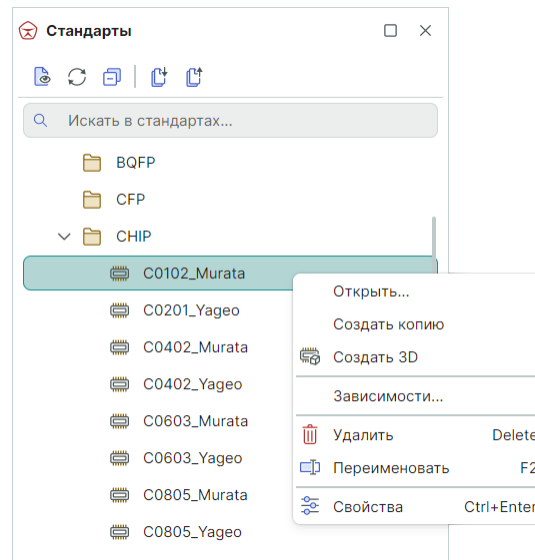 Стандарты
Искать в стандартах...
BQFP
CFP
CHIP
C0102_Murata
C0201_Yageo
C0402_Murata
C0402_Yageo
C0603_Murata
C0603_Yageo
C0805_Murata
C0805_Yageo
Открыть...
Создать копию
Создать 3D
Зависимости...
Удалить Delete
Переименовать F2
Свойства Ctrl+Enter